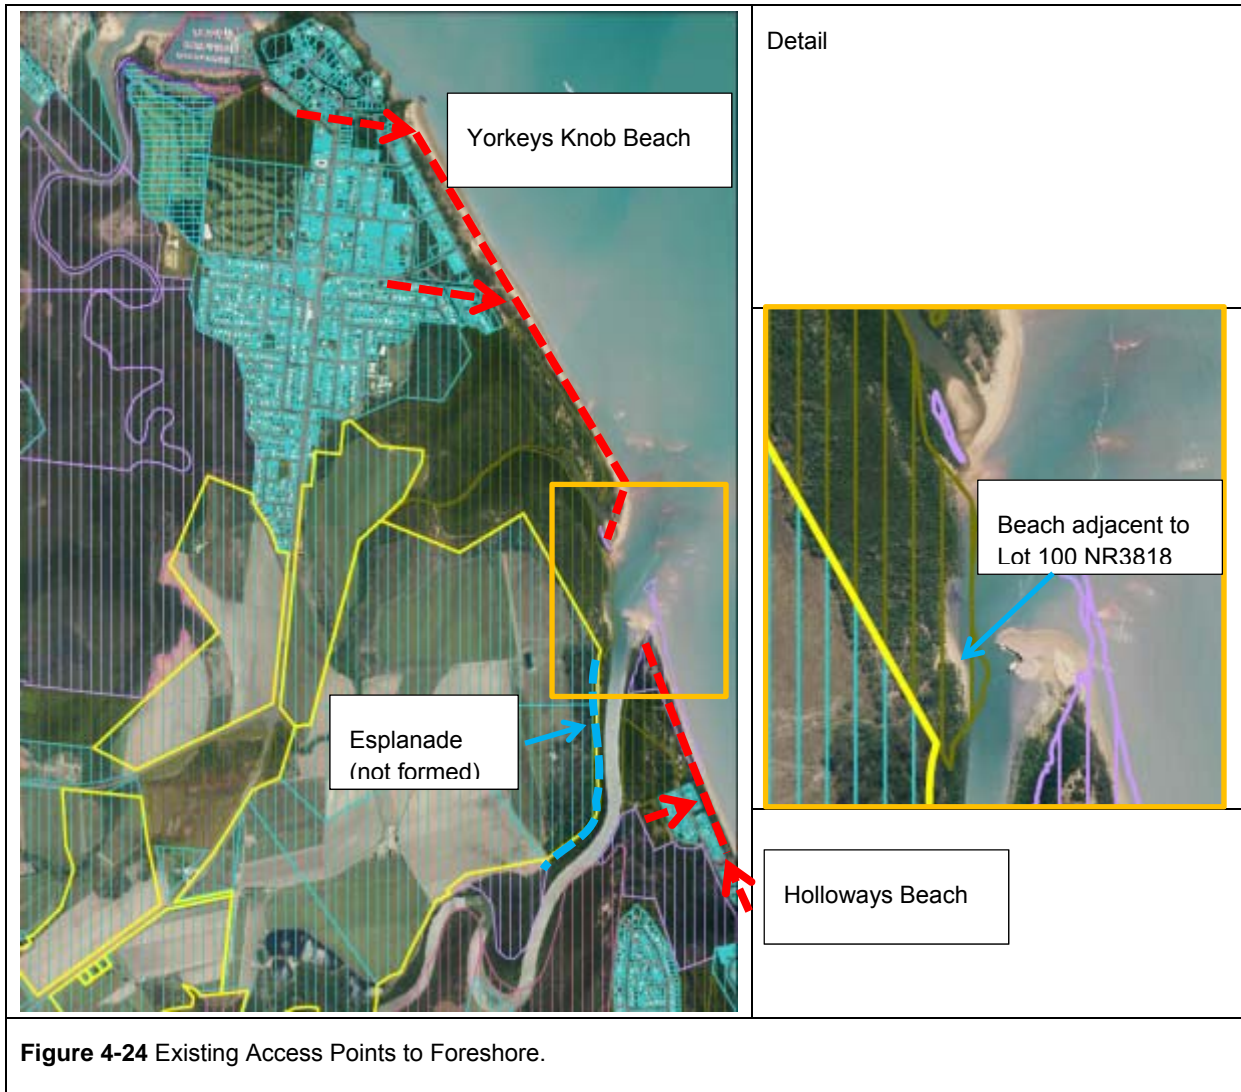 Detail
Yorkeys Knob Beach
Beach adjacent to
Lot 100 NR3818
Esplanade
(not formed)
Holloways Beach
Figure 4-24 Existing Access Points to Foreshore.